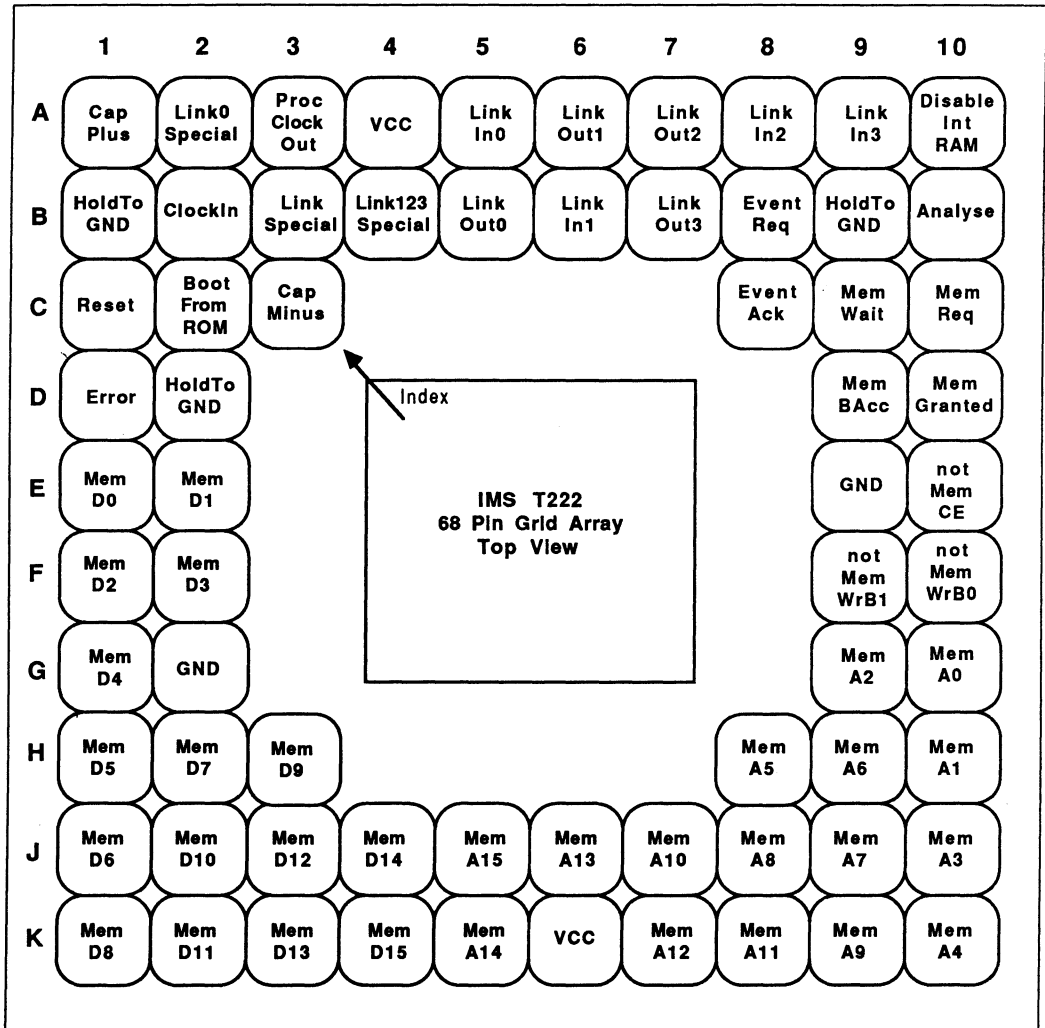 1 2 3 4 5 6 7 8 9 10
A
Cap Plus
Link0 Special
Proc Clock Out
VCC
Link In0
Link Out1
Link Out2
Link In2
Link In3
Disable Int RAM
B
HoldTo GND
ClockIn
Link Special
Link123 Special
Link Out0
Link In1
Link Out3
Event Req
HoldTo GND
Analyse
C
Reset
Boot From ROM
Cap Minus
Event Ack
Mem Wait
Mem Req
D
Error
HoldTo GND
Index
Mem BAcc
Mem Granted
E
Mem D0
Mem D1
IMS T222
68 Pin Grid Array
Top View
GND
not Mem CE
F
Mem D2
Mem D3
not Mem WrB1
not Mem WrB0
G
Mem D4
GND
Mem A2
Mem A0
H
Mem D5
Mem D7
Mem D9
Mem A5
Mem A6
Mem A1
J
Mem D6
Mem D10
Mem D12
Mem D14
Mem A15
Mem A13
Mem A10
Mem A8
Mem A7
Mem A3
K
Mem D8
Mem D11
Mem D13
Mem D15
Mem A14
VCC
Mem A12
Mem A11
Mem A9
Mem A4